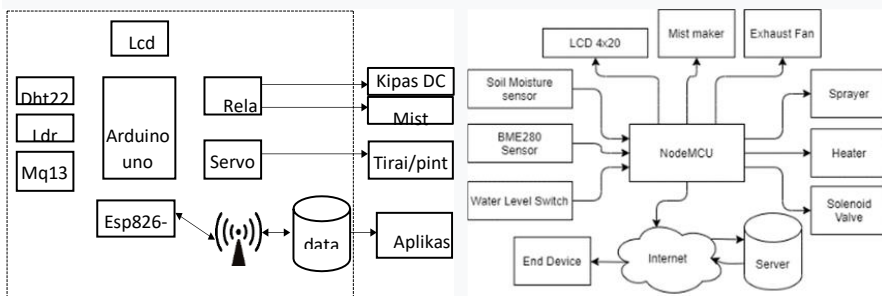 Lcd
Dht22
Ldr
Mq13
Arduino
uno
Rela
Servo
Esp826-
data
Kipas DC
Mist
Tirai/pint
Aplikas
LCD 4x20
Mist maker
Exhaust Fan
Soil Moisture
sensor
BME280
Sensor
Water Level Switch
NodeMCU
Sprayer
Heater
Solenoid
Valve
End Device
Internet
Server